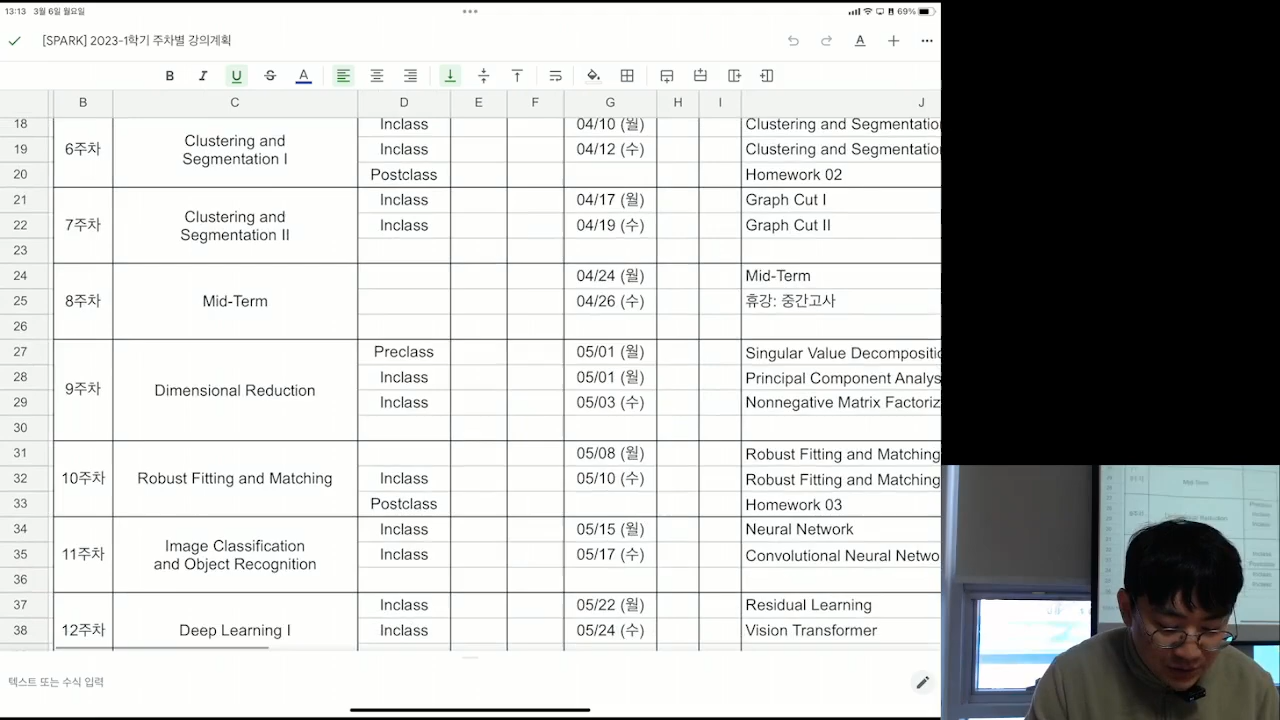 13:13 3월 6일 월요일
69%
[SPARK] 2023-1학기 주차별 강의계획
B I U S A
B C D E F G H I J
18 Inclass 04/10 (월) Clustering and Segmentatio
19 6주차 Clustering and Segmentation I Inclass 04/12 (수) Clustering and Segmentatio
20 Postclass Homework 02
21 Inclass 04/17 (월) Graph Cut I
22 7주차 Clustering and Segmentation II Inclass 04/19 (수) Graph Cut II
23
24 04/24 (월) Mid-Term
25 8주차 Mid-Term 04/26 (수) 휴강: 중간고사
26
27 Preclass 05/01 (월) Singular Value Decompositi
28 9주차 Dimensional Reduction Inclass 05/01 (월) Principal Component Analys
29 Inclass 05/03 (수) Nonnegative Matrix Factoriz
30
31 05/08 (월) Robust Fitting and Matching
32 10주차 Robust Fitting and Matching Inclass 05/10 (수) Robust Fitting and Matching
33 Postclass Homework 03
34 Inclass 05/15 (월) Neural Network
35 11주차 Image Classification and Object Recognition Inclass 05/17 (수) Convolutional Neural Netwo
36
37 Inclass 05/22 (월) Residual Learning
38 12주차 Deep Learning I Inclass 05/24 (수) Vision Transformer
텍스트 또는 수식 입력